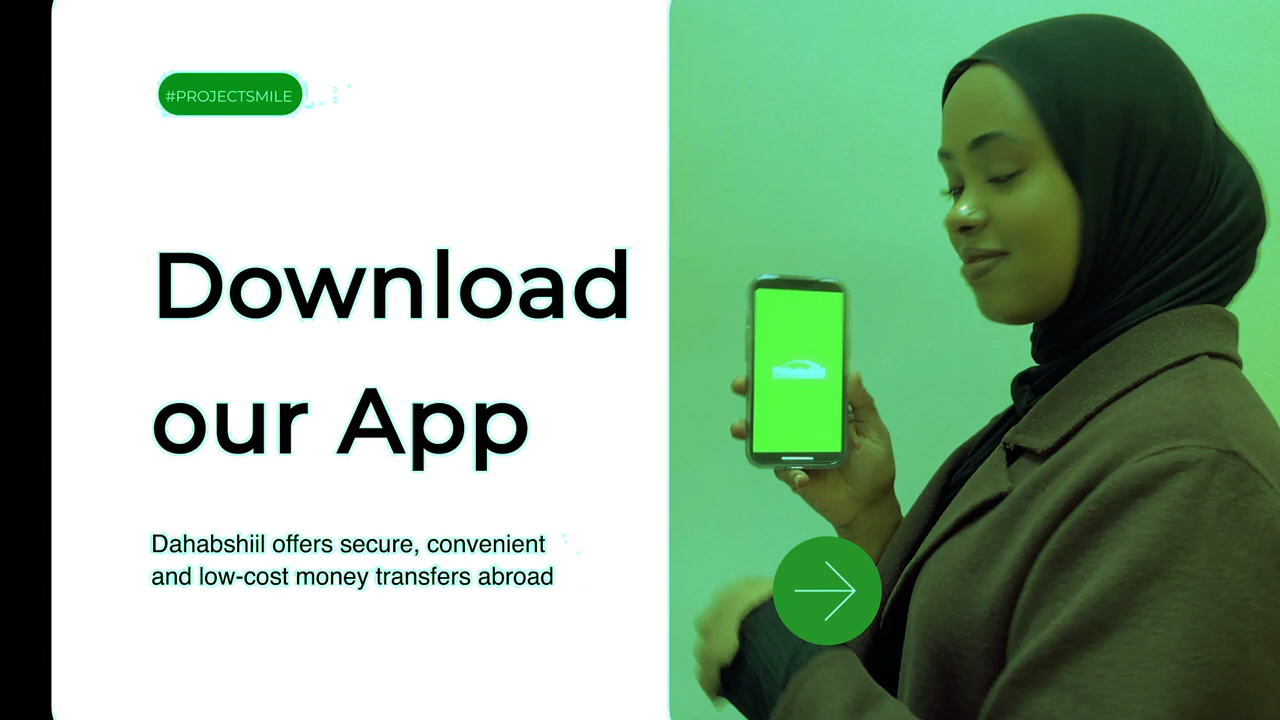 #PROJECTSMILE
Download
our App
Dahabshiil offers secure, convenient
and low-cost money transfers abroad